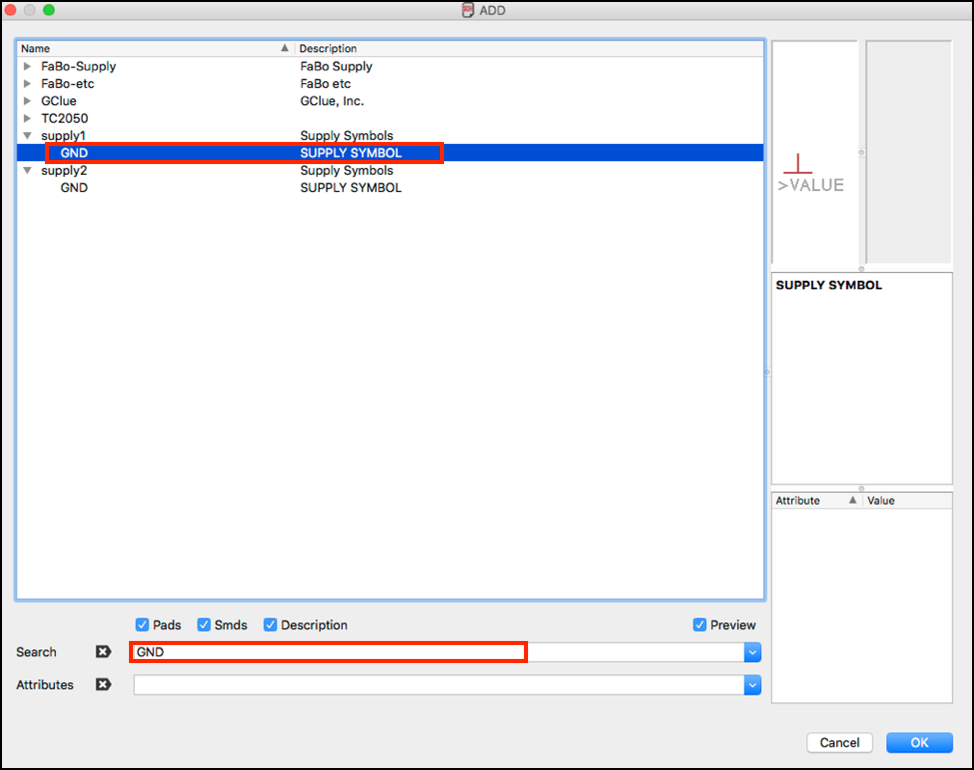 ADD
Name Description
FaBo-Supply FaBo Supply
FaBo-etc FaBo etc
GClue GClue, Inc.
TC2050
supply1 Supply Symbols
GND SUPPLY SYMBOL
supply2 Supply Symbols
GND SUPPLY SYMBOL
>VALUE
SUPPLY SYMBOL
Attribute Value
Pads Smds Description Preview
Search GND
Attributes
Cancel OK